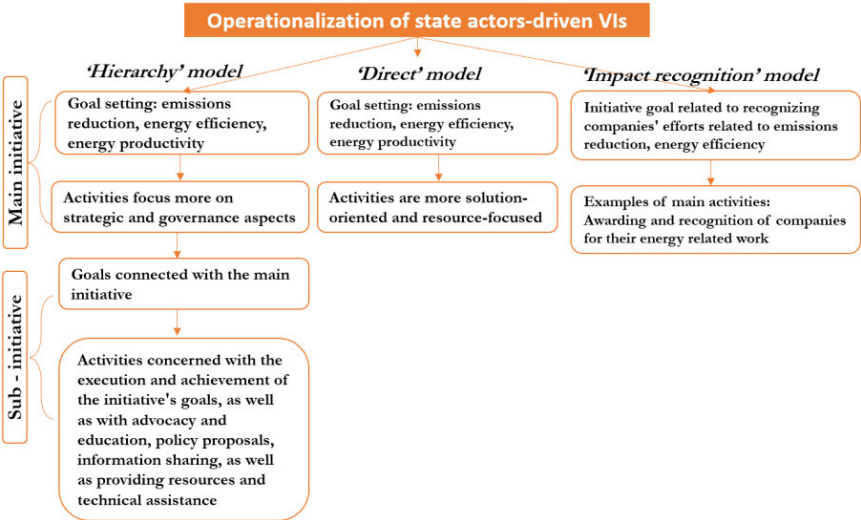 Operationalization of state actors-driven VIs
‘Hierarchy’ model
‘Direct’ model
‘Impact recognition’ model
Main initiative
Goal setting: emissions
reduction, energy efficiency,
energy productivity
Goal setting: emissions
reduction, energy efficiency,
energy productivity
Initiative goal related to recognizing
companies' efforts related to emissions
reduction, energy efficiency
Activities focus more on
strategic and governance aspects
Activities are more solution-
oriented and resource-focused
Examples of main activities:
Awarding and recognition of companies
for their energy related work
Sub - initiative
Goals connected with the main
initiative
Activities concerned with the
execution and achievement of
the initiative's goals, as well
as with advocacy and
education, policy proposals,
information sharing, as well
as providing resources and
technical assistance